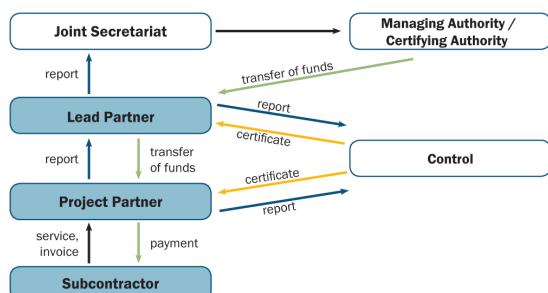 Joint Secretariat
Managing Authority /
Certifying Authority
report
transfer of funds
Lead Partner
report
certificate
report
transfer
of funds
Control
certificate
Project Partner
report
service,
invoice
payment
Subcontractor